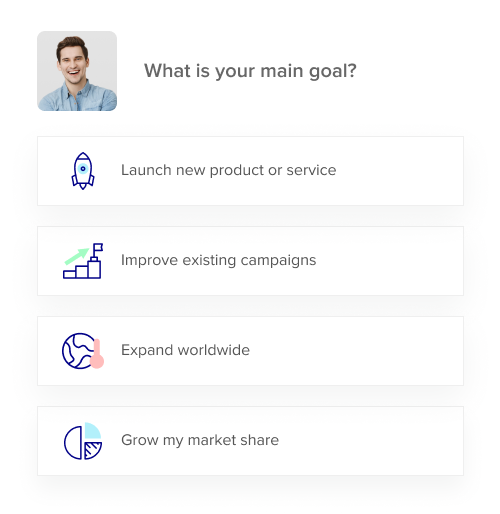 What is your main goal?
Launch new product or service
Improve existing campaigns
Expand worldwide
Grow my market share